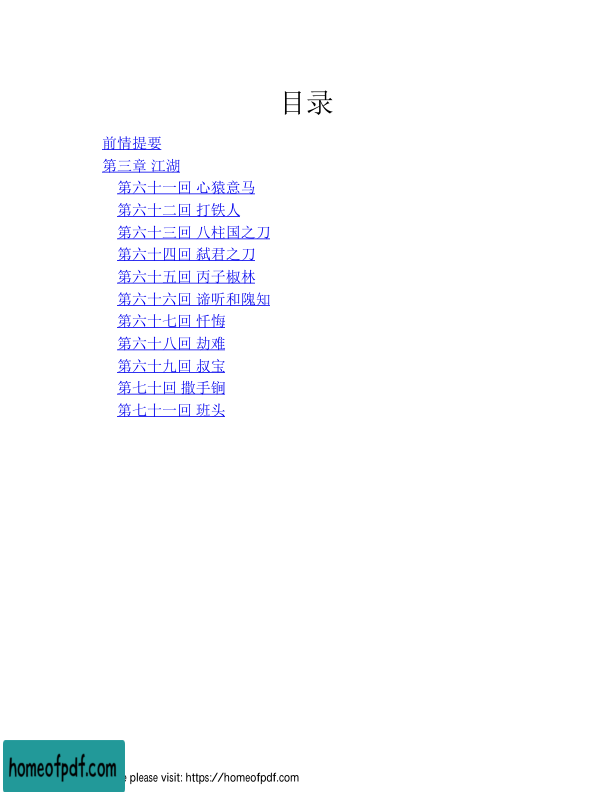 目录
前情提要
第三章 江湖
第六十一回 心猿意马
第六十二回 打铁人
第六十三回 八柱国之刀
第六十四回 弑君之刀
第六十五回 丙子椒林
第六十六回 谛听和隗知
第六十七回 忏悔
第六十八回 劫难
第六十九回 叔宝
第七十回 撒手锏
第七十一回 班头
homeofpdf.com
e please visit: https://homeofpdf.com